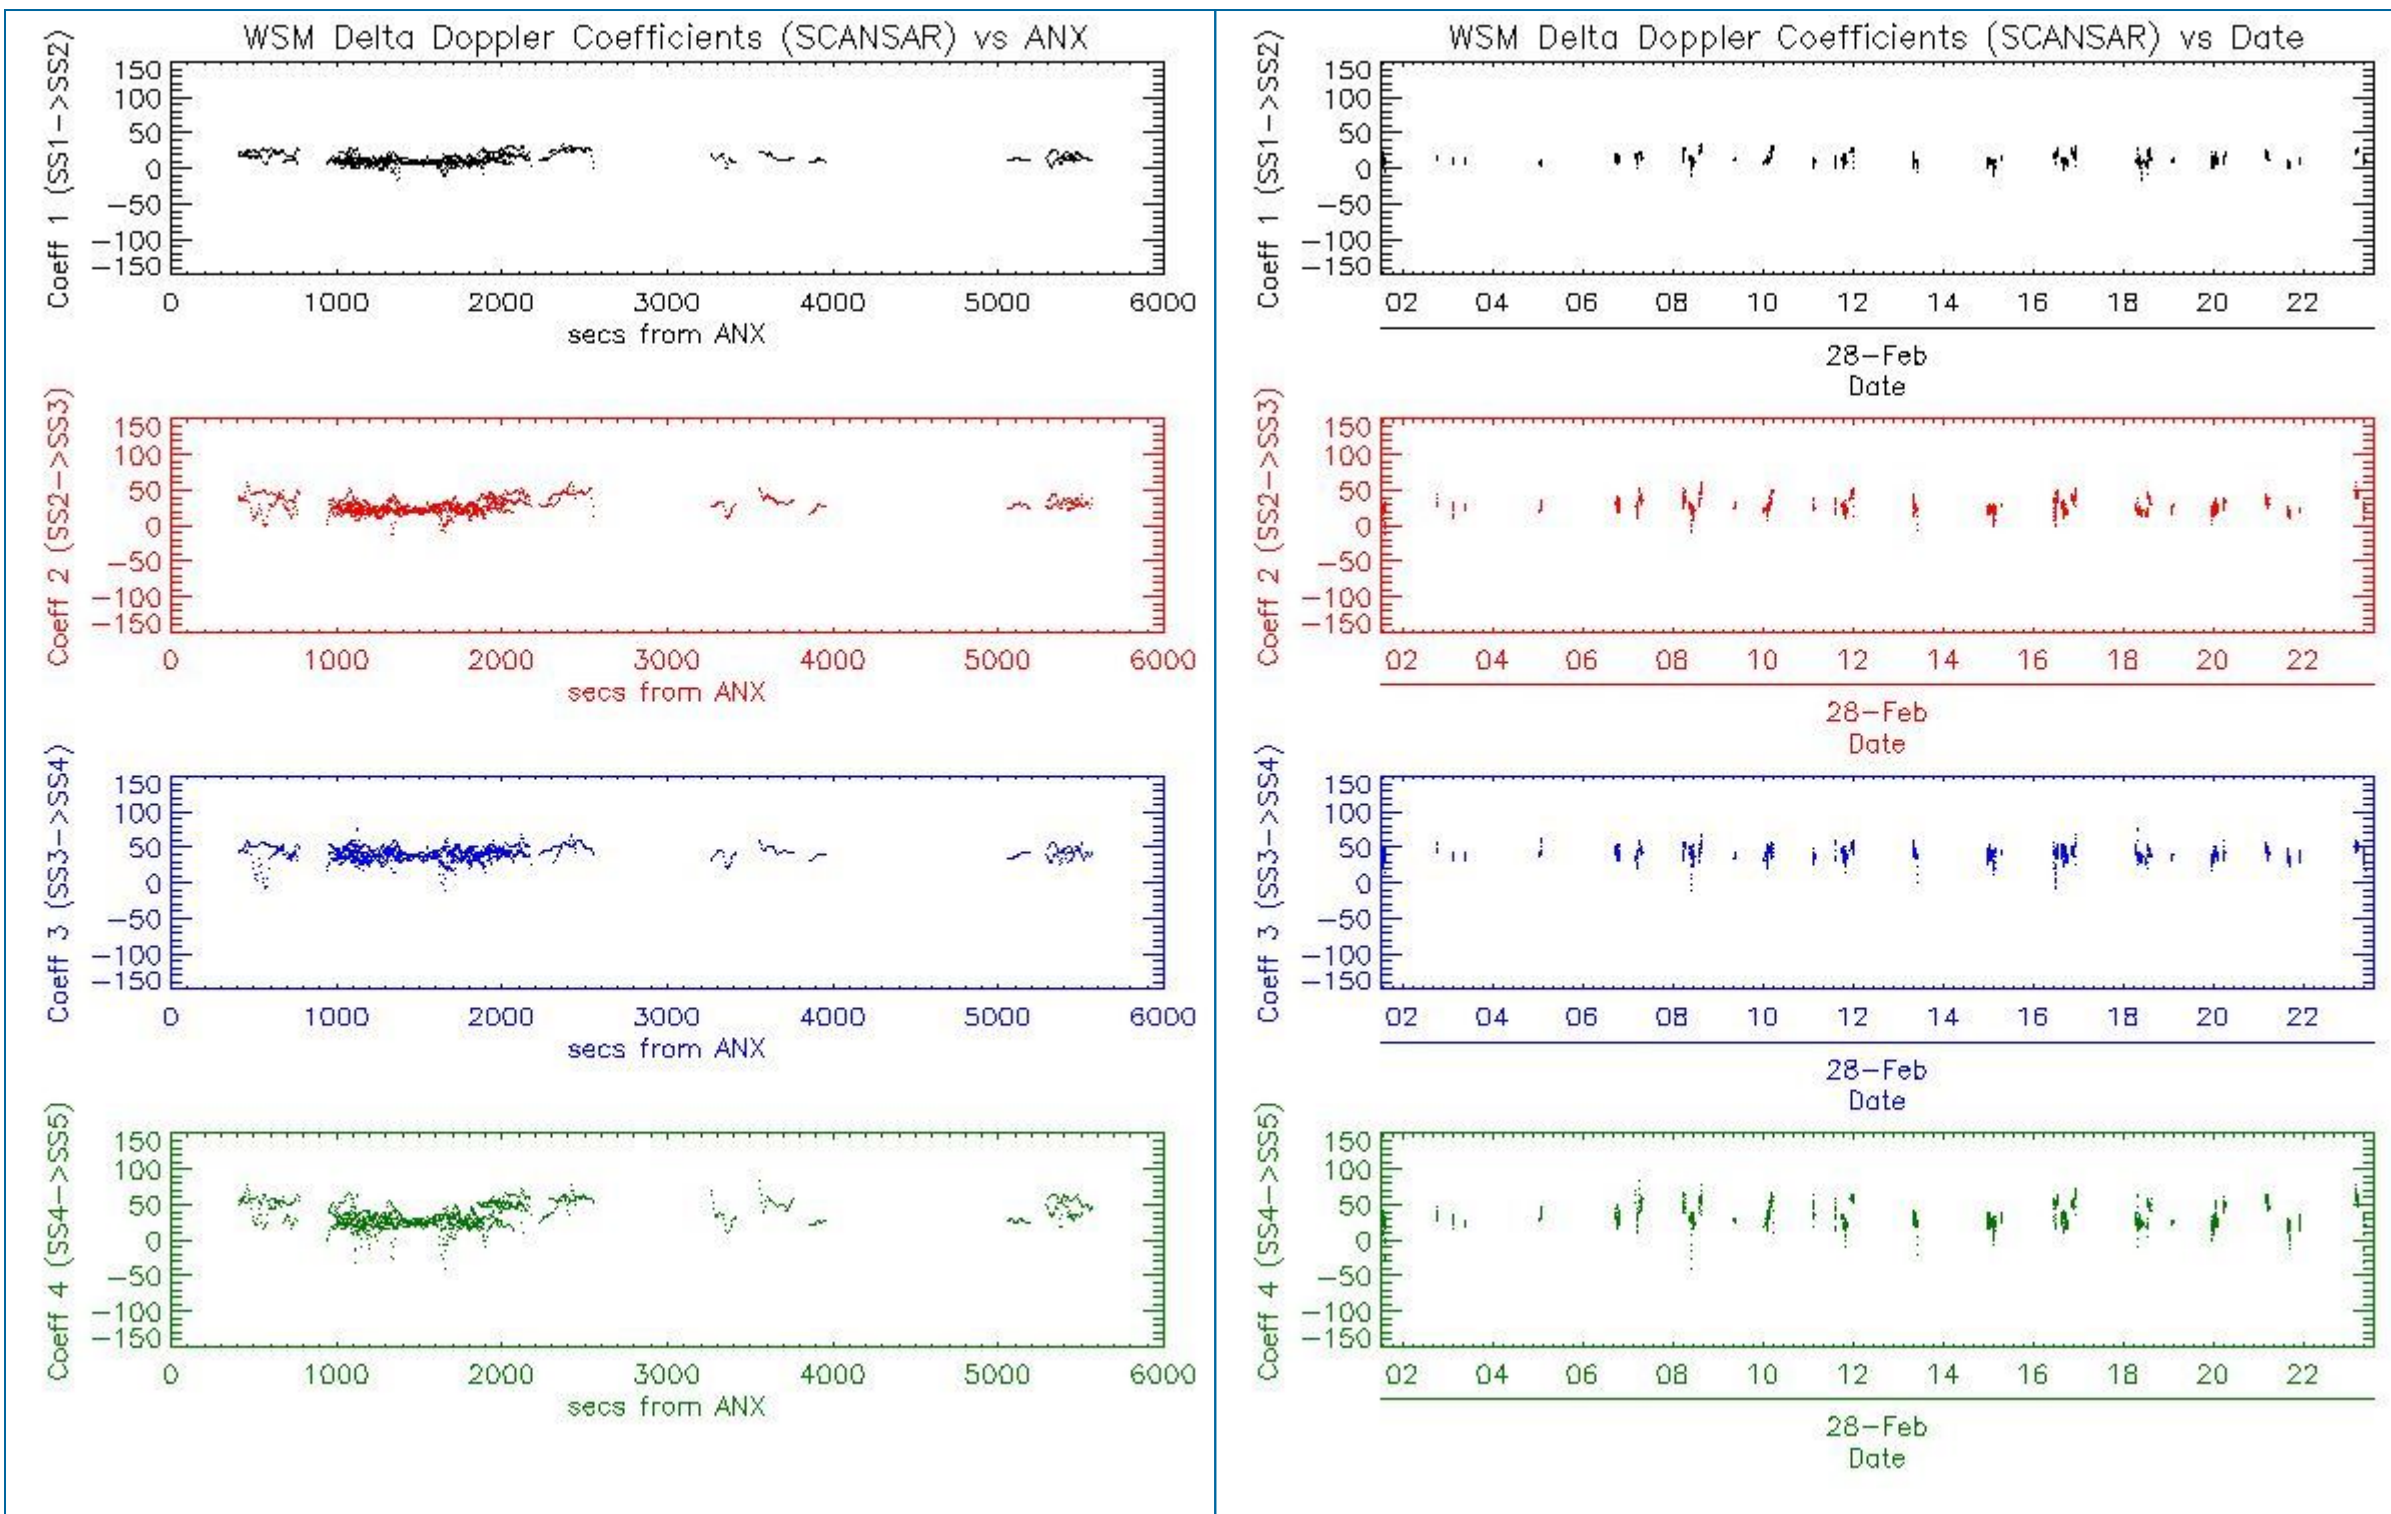 WSM Delta Doppler Coefficients (SCANSAR) vs ANX
Coeff 1 (SS1->SS2)
150
100
50
0
-50
-100
-150
0 1000 2000 3000 4000 5000 6000
secs from ANX
Coeff 2 (SS2->SS3)
150
100
50
0
-50
-100
-150
0 1000 2000 3000 4000 5000 6000
secs from ANX
Coeff 3 (SS3->SS4)
150
100
50
0
-50
-100
-150
0 1000 2000 3000 4000 5000 6000
secs from ANX
Coeff 4 (SS4->SS5)
150
100
50
0
-50
-100
-150
0 1000 2000 3000 4000 5000 6000
secs from ANX
WSM Delta Doppler Coefficients (SCANSAR) vs Date
Coeff 1 (SS1->SS2)
150
100
50
0
-50
-100
-150
02 04 06 08 10 12 14 16 18 20 22
28-Feb
Date
Coeff 2 (SS2->SS3)
150
100
50
0
-50
-100
-150
02 04 06 08 10 12 14 16 18 20 22
28-Feb
Date
Coeff 3 (SS3->SS4)
150
100
50
0
-50
-100
-150
02 04 06 08 10 12 14 16 18 20 22
28-Feb
Date
Coeff 4 (SS4->SS5)
150
100
50
0
-50
-100
-150
02 04 06 08 10 12 14 16 18 20 22
28-Feb
Date